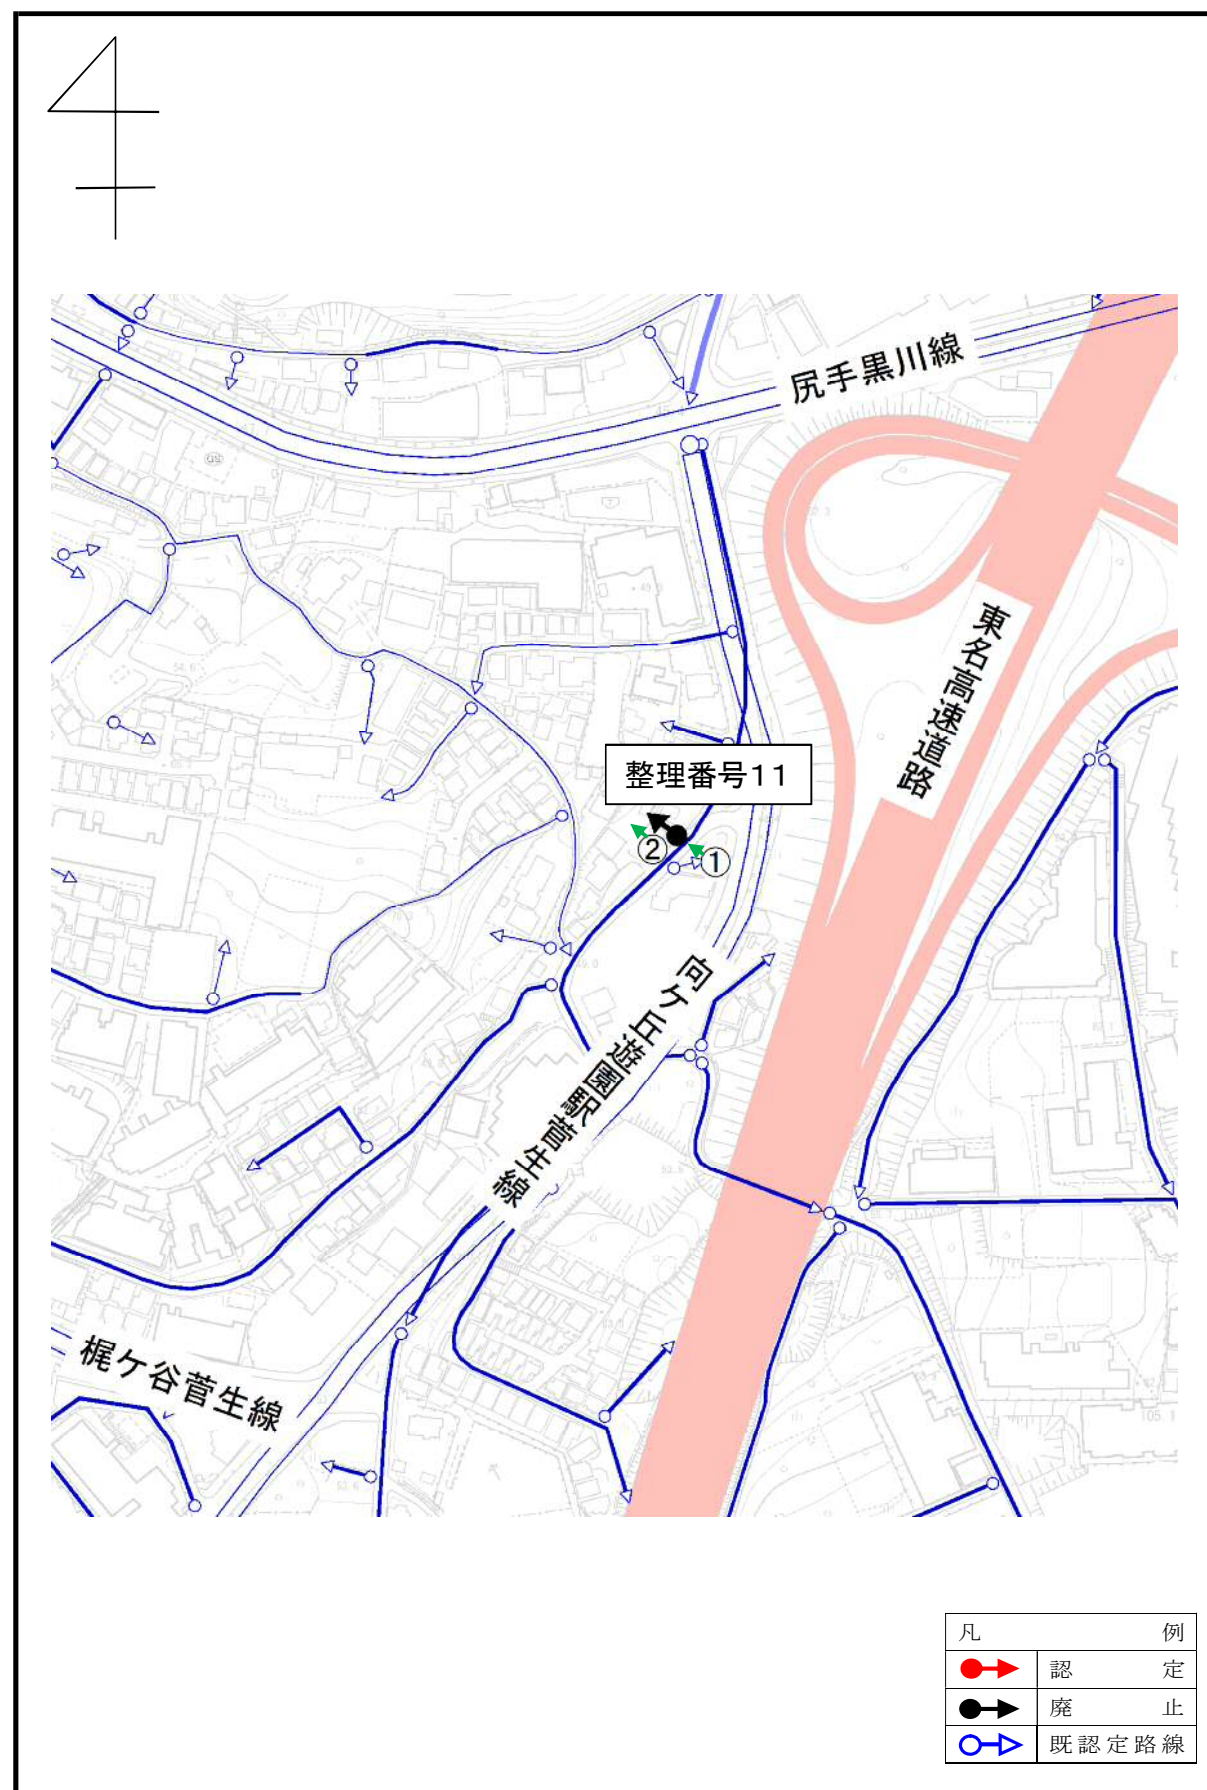 尻手黒川線
東名高速道路
整理番号11
②
①
向ケ丘遊園駅菅生線
梶ケ谷菅生線
凡例
認定
廃止
既認定路線